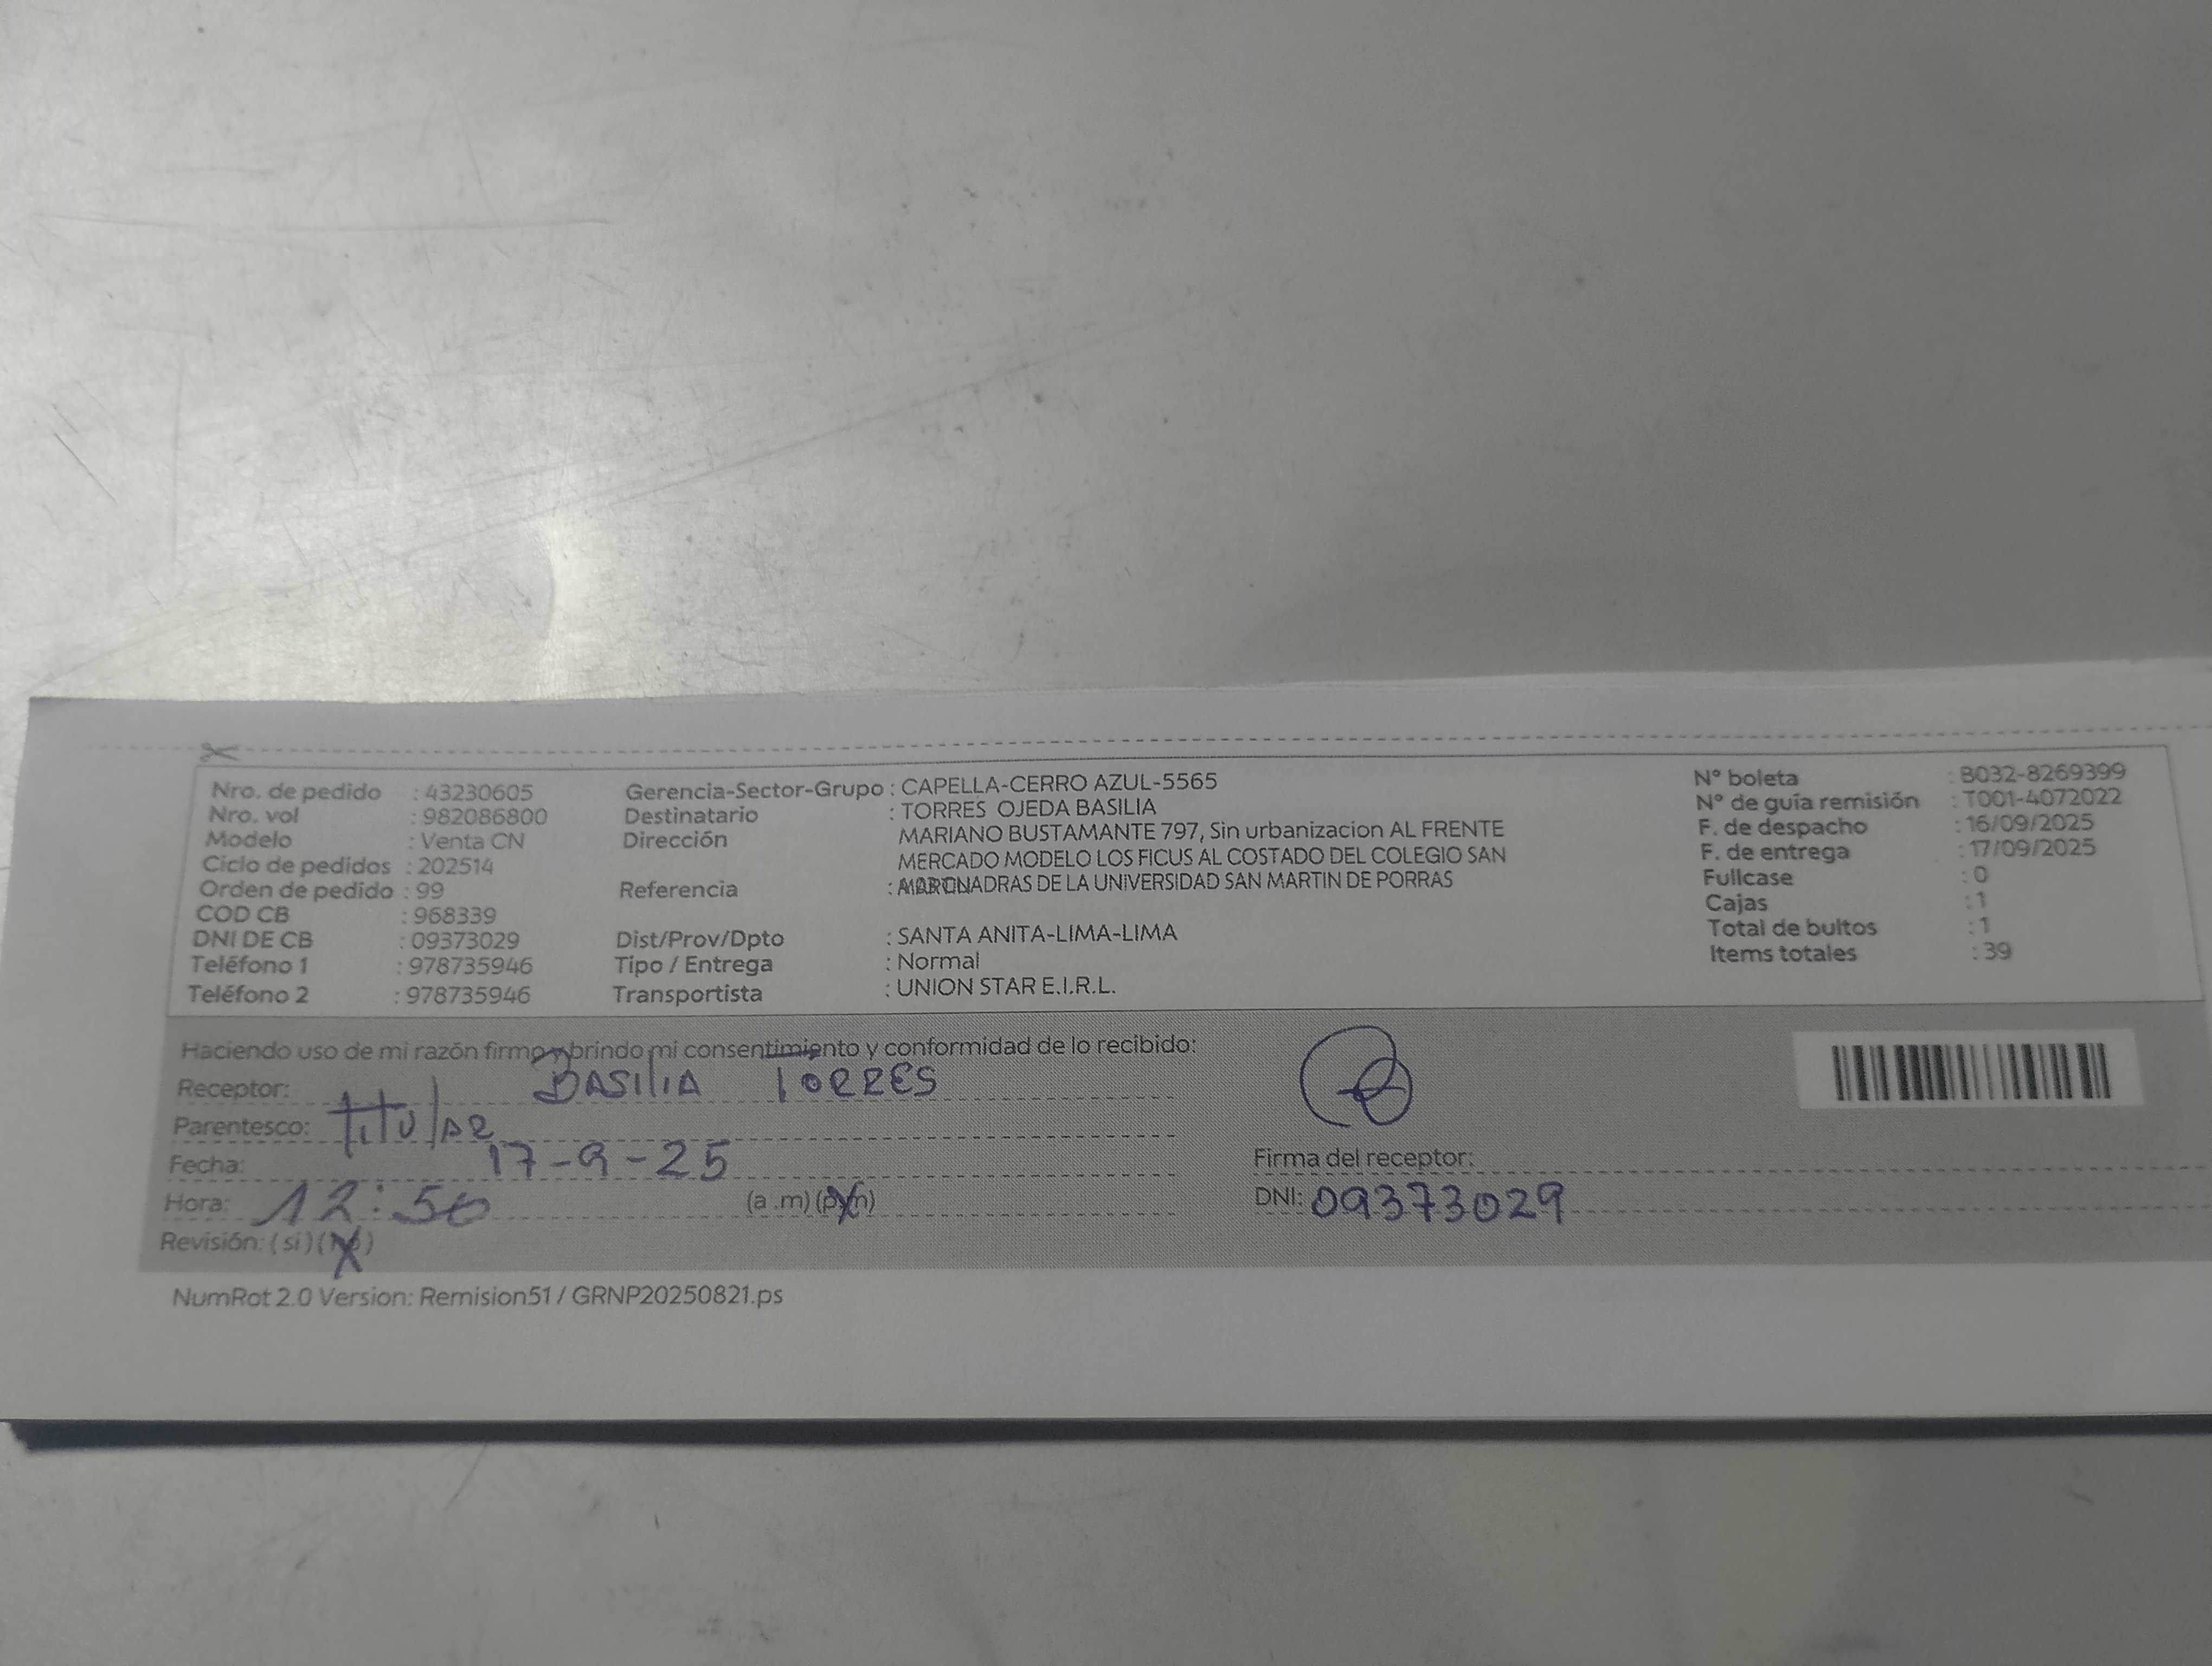 Nro. de pedido : 43230605
Nro. vol : 982086800
Modelo : Venta CN
Ciclo de pedidos : 202514
Orden de pedido : 99
COD CB : 968339
DNI DE CB : 09373029
Teléfono 1 : 978735946
Teléfono 2 : 978735946
Gerencia-Sector-Grupo : CAPELLA-CERRO AZUL-5565
Destinatario : TORRES OJEDA BASILIA
Dirección MARIANO BUSTAMANTE 797, Sin urbanizacion AL FRENTE
MERCADO MODELO LOS FICUS AL COSTADO DEL COLEGIO SAN
Referencia : DE LA UNIVERSIDAD SAN MARTIN DE PORRAS
Dist/Prov/Dpto : SANTA ANITA-LIMA-LIMA
Tipo / Entrega : Normal
Transportista : UNION STAR E.I.R.L.
N° boleta : B032-8269399
N° de guía remisión : T001-4072022
F. de despacho : 16/09/2025
F. de entrega : 17/09/2025
Fullcase : 0
Cajas : 1
Total de bultos : 1
Items totales : 39
Haciendo uso de mi razón firmo y brindo mi consentimiento y conformidad de lo recibido:
Receptor: BASILIA TORRES
Parentesco: titular
Fecha: 17-9-25
Hora: 12:50 (a .m) (p.m)
Revisión: (si) (no)
Firma del receptor:
DNI: 09373029
NumRot 2.0 Version: Remision51 / GRNP20250821.ps